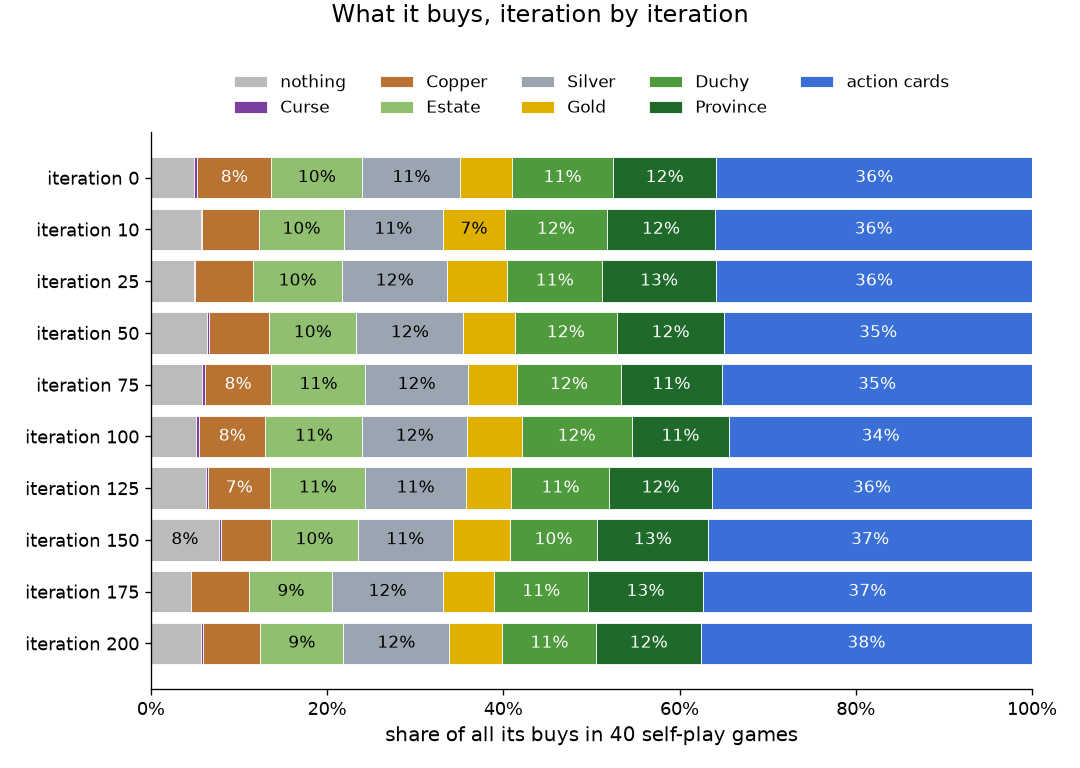 What it buys, iteration by iteration
nothing Copper Silver Duchy action cards
Curse Estate Gold Province
iteration 0 8% 10% 11% 11% 12% 36%
iteration 10 10% 11% 7% 12% 12% 36%
iteration 25 10% 12% 11% 13% 36%
iteration 50 10% 12% 12% 12% 35%
iteration 75 8% 11% 12% 12% 11% 35%
iteration 100 8% 11% 12% 12% 11% 34%
iteration 125 7% 11% 11% 11% 12% 36%
iteration 150 8% 10% 11% 10% 13% 37%
iteration 175 9% 12% 11% 13% 37%
iteration 200 9% 12% 11% 12% 38%
0% 20% 40% 60% 80% 100%
share of all its buys in 40 self-play games